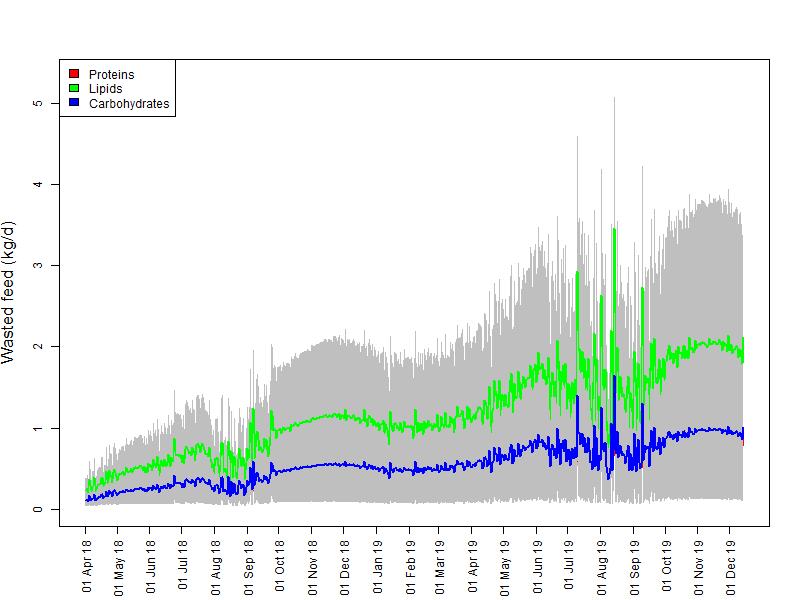 Proteins
Lipids
Carbohydrates
Wasted feed (kg/d)
5
4
3
2
1
0
01 Apr 18
01 May 18
01 Jun 18
01 Jul 18
01 Aug 18
01 Sep 18
01 Oct 18
01 Nov 18
01 Dec 18
01 Jan 19
01 Feb 19
01 Mar 19
01 Apr 19
01 May 19
01 Jun 19
01 Jul 19
01 Aug 19
01 Sep 19
01 Oct 19
01 Nov 19
01 Dec 19